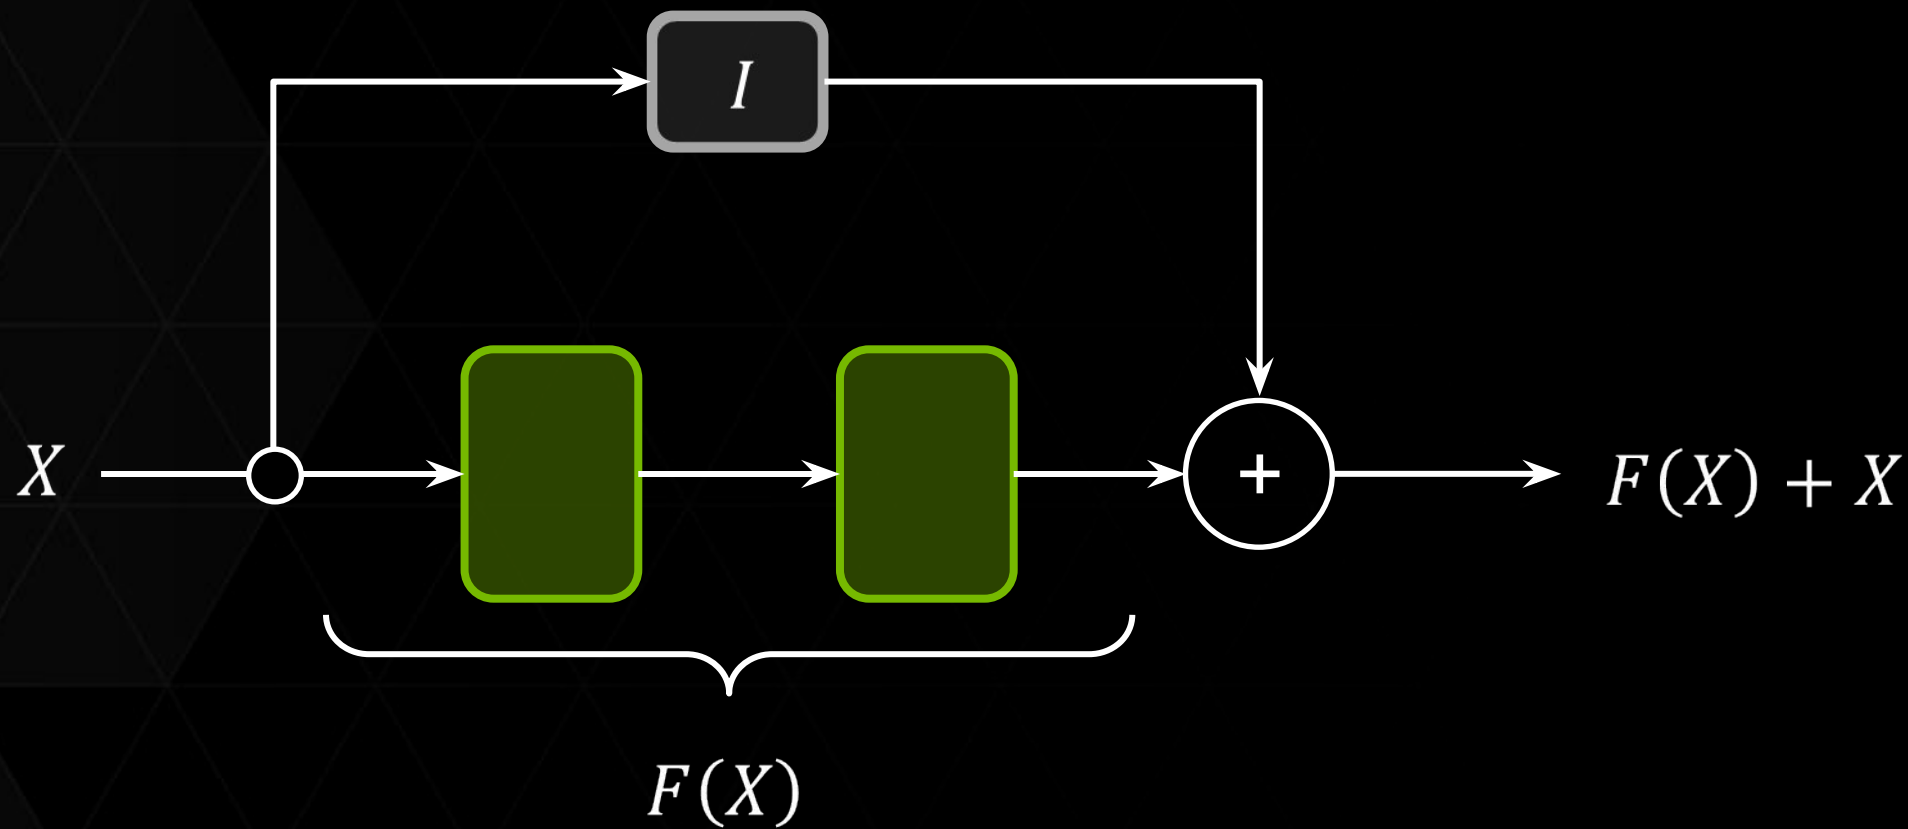 I
X
+
F(X) + X
F(X)